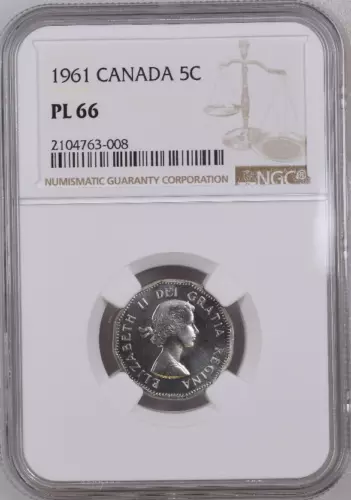 1961 CANADA 5C
PL 66
2104763-008
NUMISMATIC GUARANTY CORPORATION
NGC
ELIZABETH II DEI GRATIA REGINA